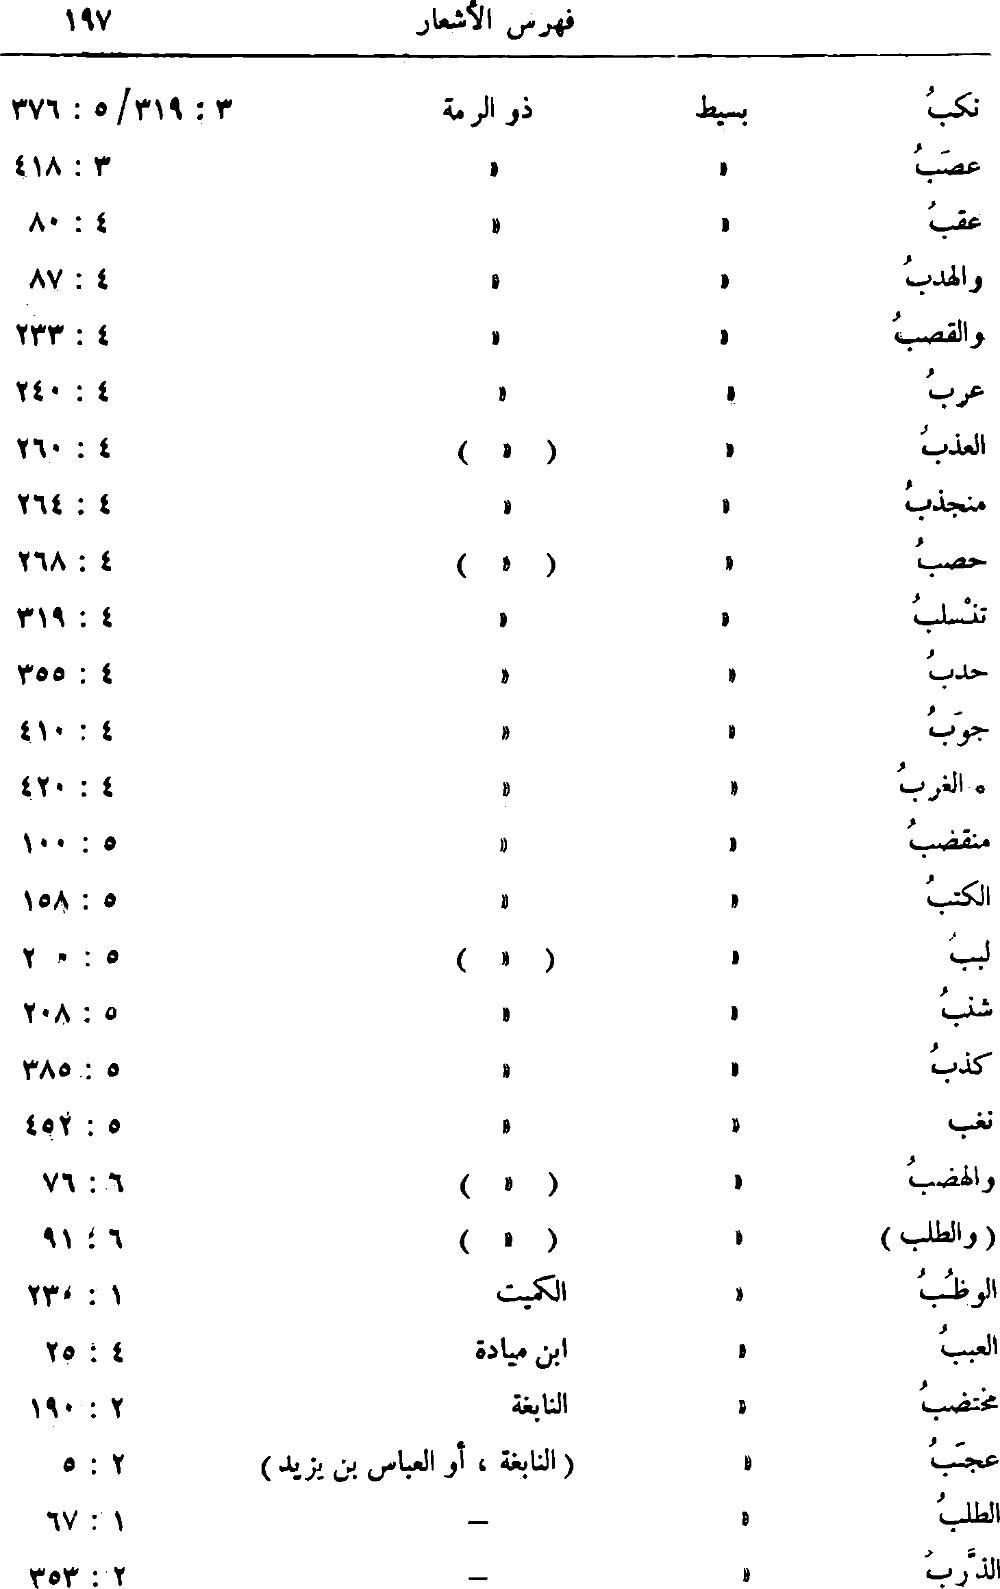 فهرس الأشعار ١٩٧
نكبُ بسيط ذو الرمة ٣ : ٣١٩/ ٥ : ٣٧٦
عصَبُ » » ٣ : ٤١٨
عقبُ » » ٤ : ٨٠
والهدبُ » » ٤ : ٨٧
والقصبُ » » ٤ : ٢٣٣
عربُ » » ٤ : ٢٤٠
العذبُ » ( » ) ٤ : ٢٦٠
منجذبُ » » ٤ : ٢٦٤
حصبُ » ( » ) ٤ : ٢٦٨
تنْسلبُ » » ٤ : ٣١٩
حدبُ » » ٤ : ٣٥٥
جوَبُ » » ٤ : ٤١٠
* الغربُ » » ٤ : ٤٢٠
منقضبُ » » ٥ : ١٠٠
الكتبُ » » ٥ : ١٥٨
لببُ » ( » ) ٥ : ٢٠٠
شنبُ » » ٥ : ٢٠٨
كذبُ » » ٥ : ٣٨٥
نغب » » ٥ : ٤٥٢
والهضبُ » ( » ) ٦ : ٧٦
( والطلب ) » ( » ) ٦ : ٩١
الوظُبُ » الكميت ١ : ٢٣٠
العببُ » ابن ميادة ٤ : ٢٥
مختضبُ » النابغة ٢ : ١٩٠
عجَبُ » ( النابغة ، أو العباس بن يزيد ) ٢ : ٥
الطلبُ » – ١ : ٦٧
الذَّربُ » – ٢ : ٣٥٣